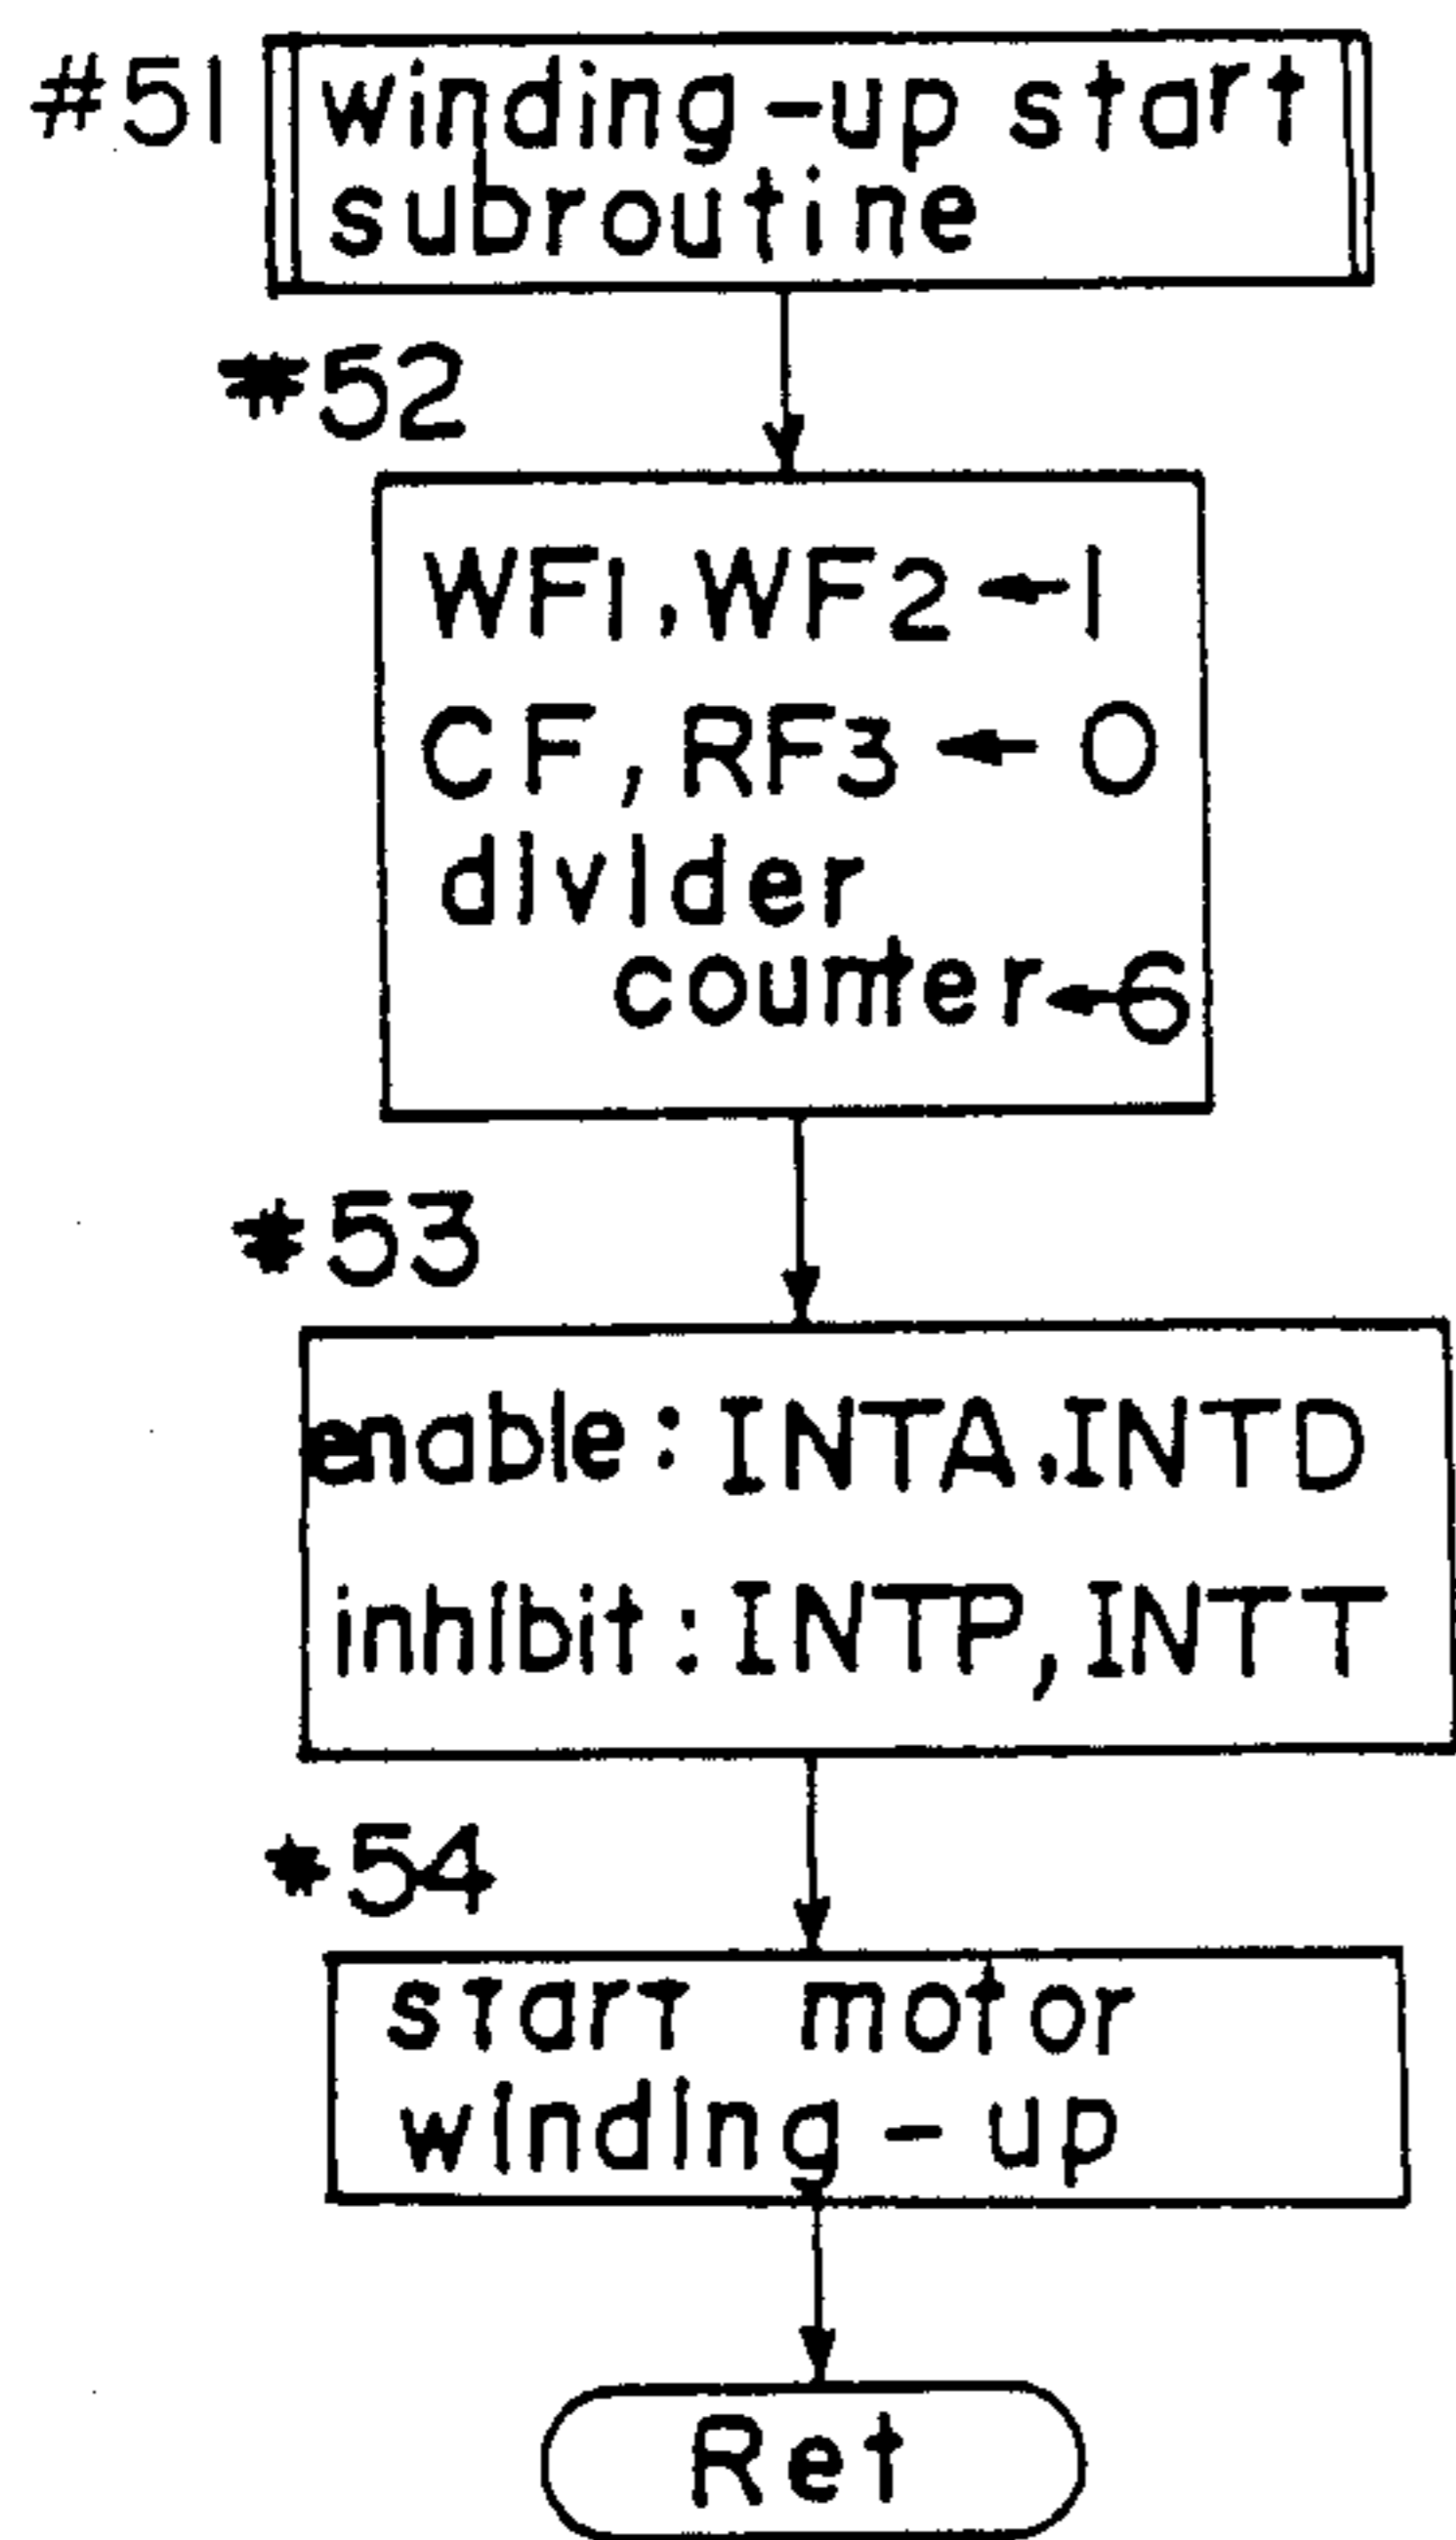 #51 winding-up start
subroutine
#52
WF1, WF2←1
CF, RF3←0
divider
counter←6
#53
enable: INTA, INTD
inhibit: INTP, INTT
#54
start motor
winding-up
Ret